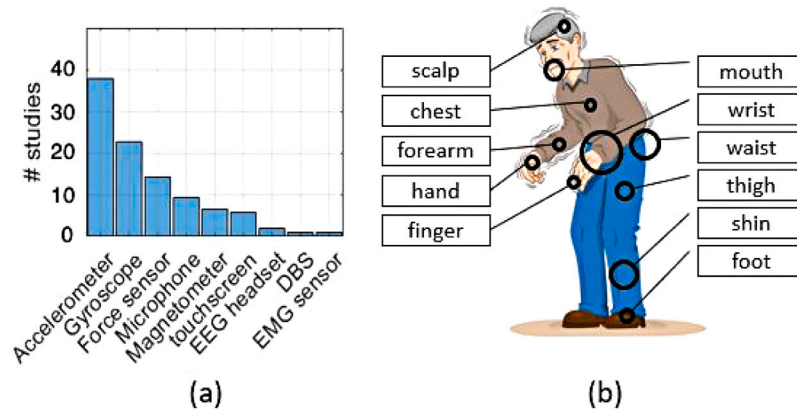 # studies
40
30
20
10
0
Accelerometer
Gyroscope
Force sensor
Microphone
Magnetometer
touchscreen
EEG headset
DBS
EMG sensor
(a)
scalp
chest
forearm
hand
finger
mouth
wrist
waist
thigh
shin
foot
(b)